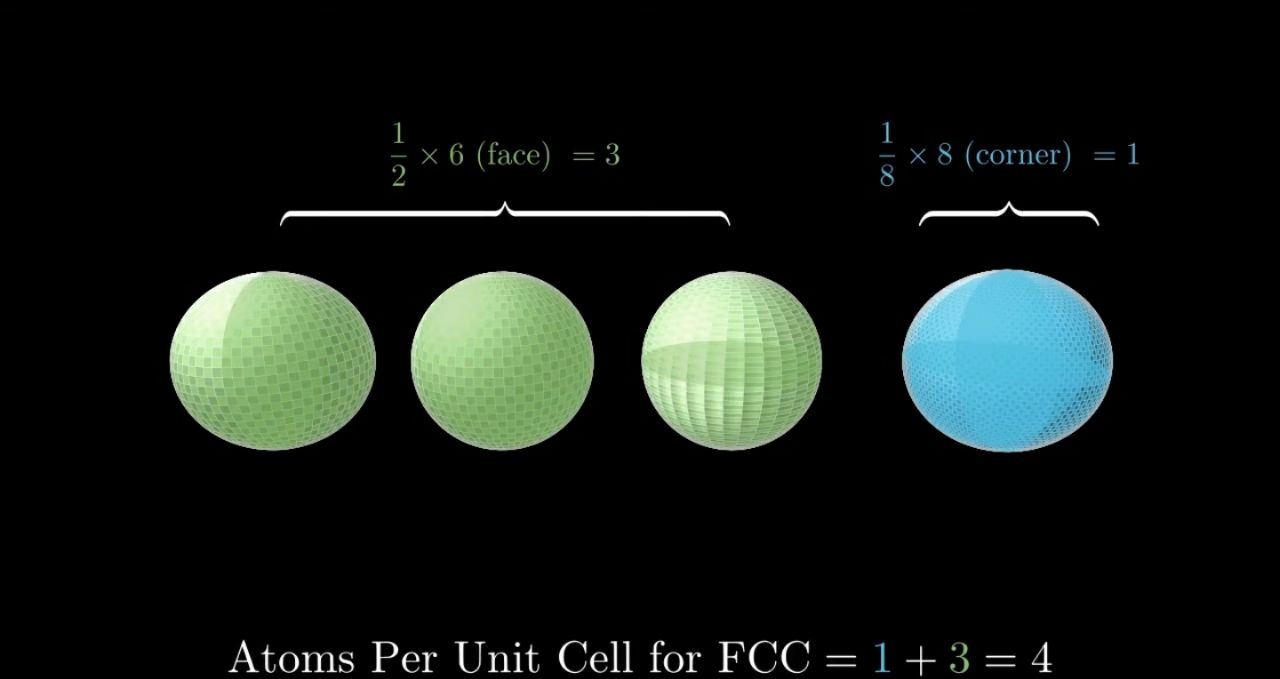 1/2 × 6 (face) = 3
1/8 × 8 (corner) = 1
Atoms Per Unit Cell for FCC = 1 + 3 = 4